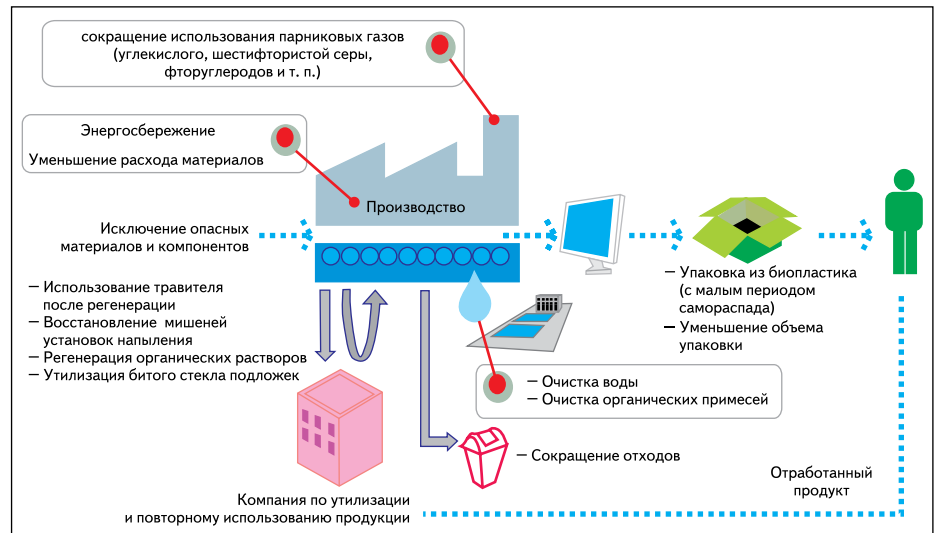 сокращение использования парниковых газов
(углекислого, шестифтористой серы,
фторуглеродов и т. п.)
Энергосбережение
Уменьшение расхода материалов
Производство
Исключение опасных
материалов и компонентов
— Использование травителя
после регенерации
— Восстановление мишеней
установок напыления
— Регенерация органических растворов
— Утилизация битого стекла подложек
— Упаковка из биопластика
(с малым периодом
самораспада)
— Уменьшение объема
упаковки
— Очистка воды
— Очистка органических примесей
— Сокращение отходов
Отработанный
продукт
Компания по утилизации
и повторному использованию продукции